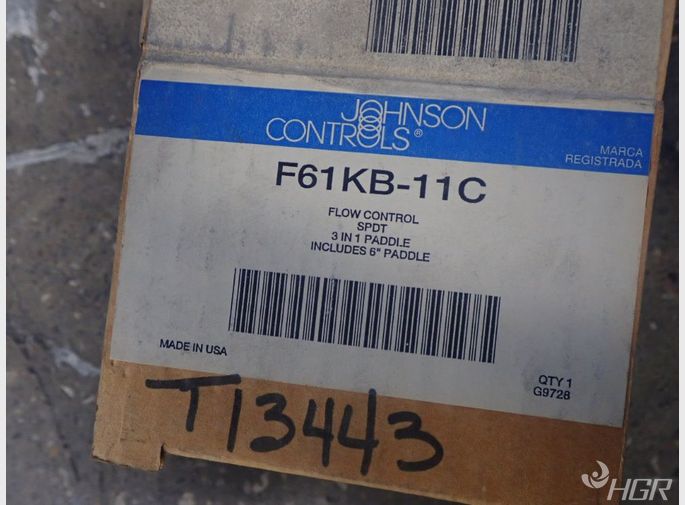 JOHNSON
CONTROLS®
MARCA
REGISTRADA
F61KB-11C
FLOW CONTROL
SPDT
3 IN 1 PADDLE
INCLUDES 6" PADDLE
MADE IN USA
QTY 1
G9728
T13443
HGR